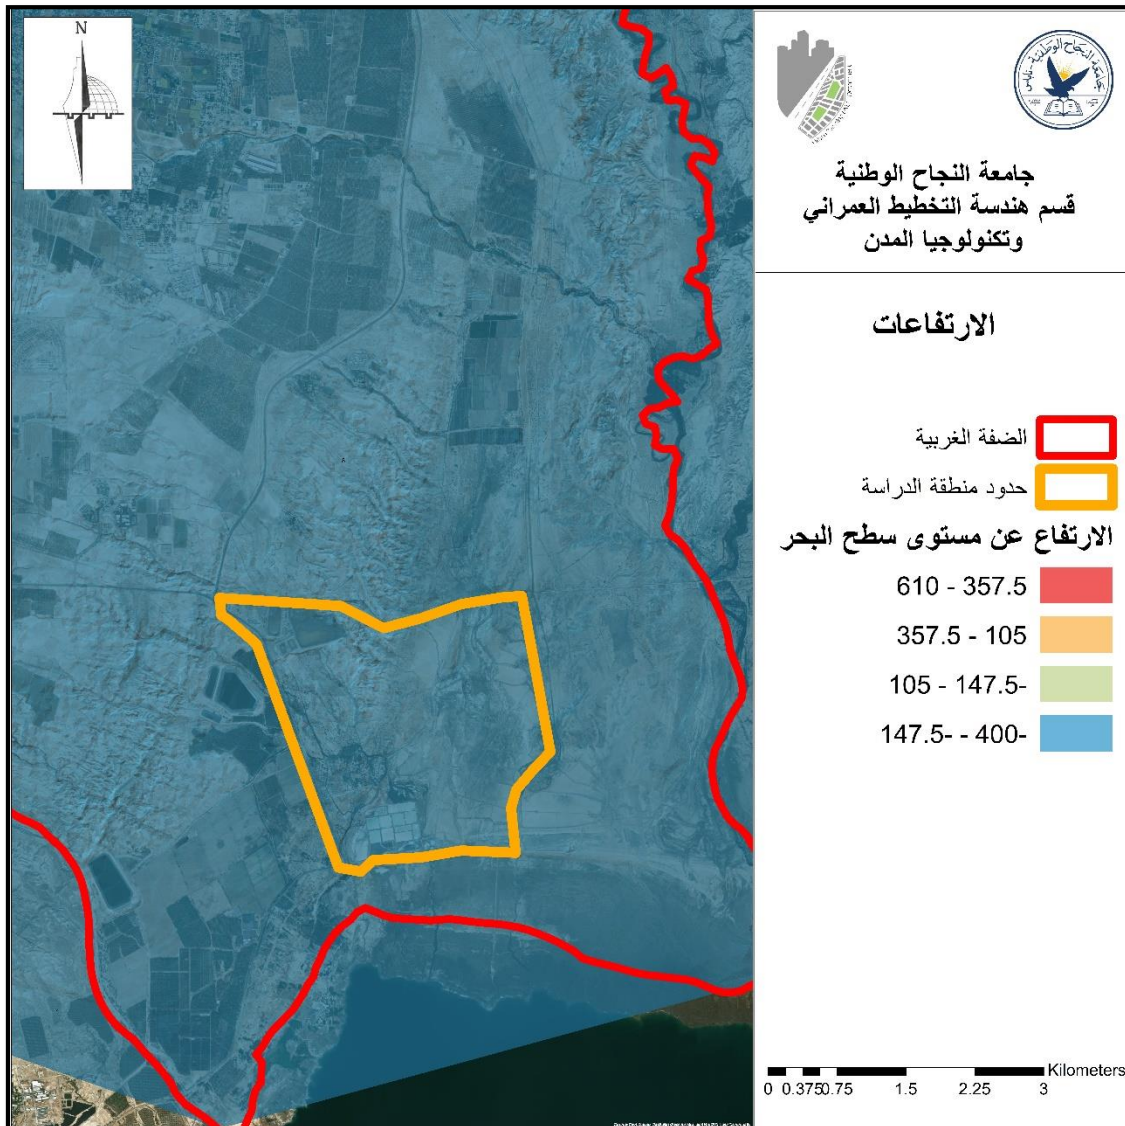 N
جامعة النجاح الوطنية
قسم هندسة التخطيط العمراني
وتكنولوجيا المدن
الارتفاعات
الضفة الغربية
حدود منطقة الدراسة
الارتفاع عن مستوى سطح البحر
610 - 357.5
357.5 - 105
105 - 147.5-
147.5- - 400-
Kilometers
0 0.375 0.75 1.5 2.25 3